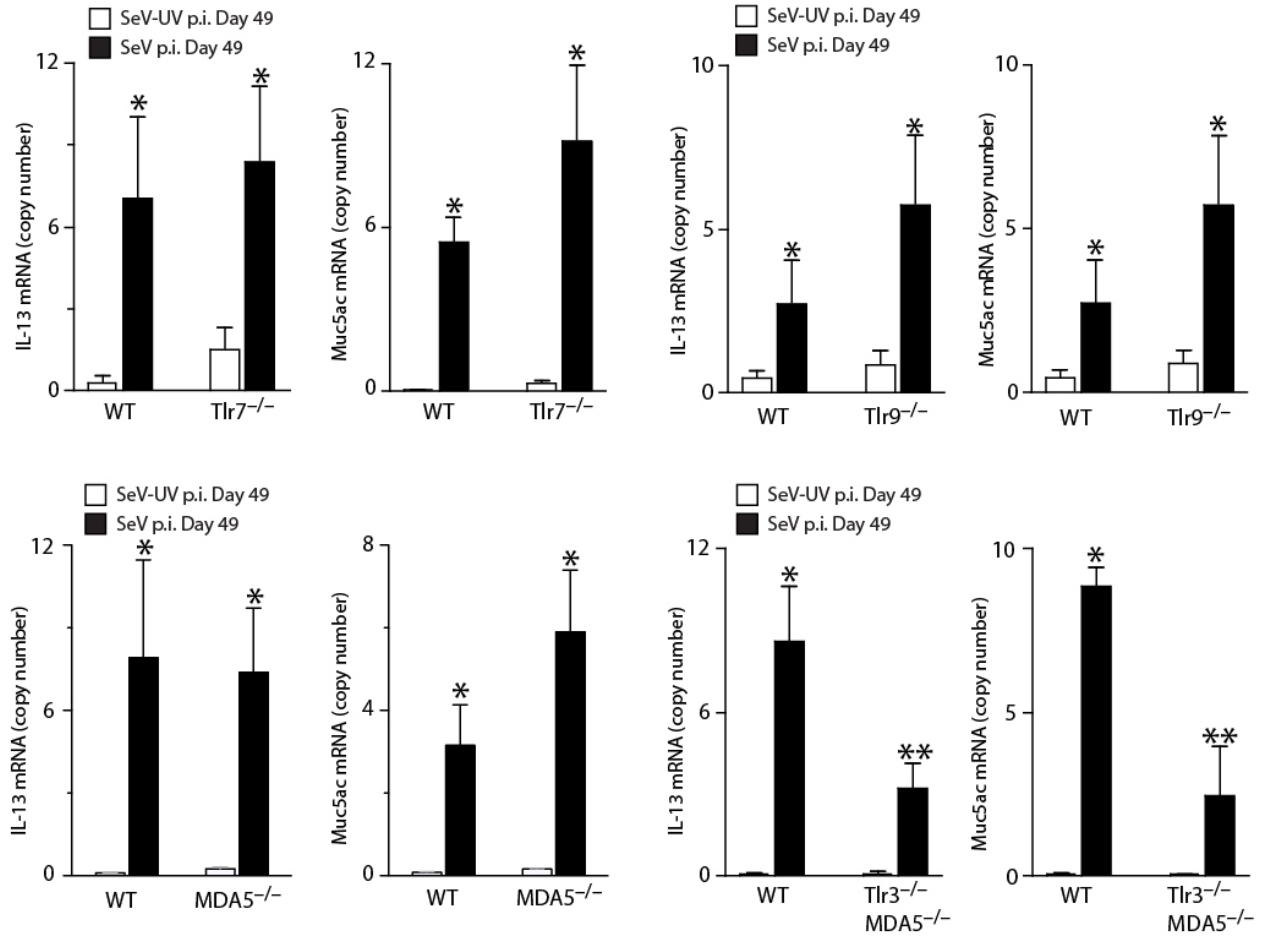 SeV-UV p.i. Day 49
SeV p.i. Day 49
IL-13 mRNA (copy number)
12
6
0
*
*
WT
Tlr7–/–
Muc5ac mRNA (copy number)
12
6
0
*
*
WT
Tlr7–/–
SeV-UV p.i. Day 49
SeV p.i. Day 49
IL-13 mRNA (copy number)
10
5
0
*
*
WT
Tlr9–/–
Muc5ac mRNA (copy number)
10
5
0
*
*
WT
Tlr9–/–
SeV-UV p.i. Day 49
SeV p.i. Day 49
IL-13 mRNA (copy number)
12
6
0
*
*
WT
MDA5–/–
Muc5ac mRNA (copy number)
8
4
0
*
*
WT
MDA5–/–
SeV-UV p.i. Day 49
SeV p.i. Day 49
IL-13 mRNA (copy number)
12
6
0
*
**
WT
Tlr3–/–
MDA5–/–
Muc5ac mRNA (copy number)
10
5
0
*
**
WT
Tlr3–/–
MDA5–/–